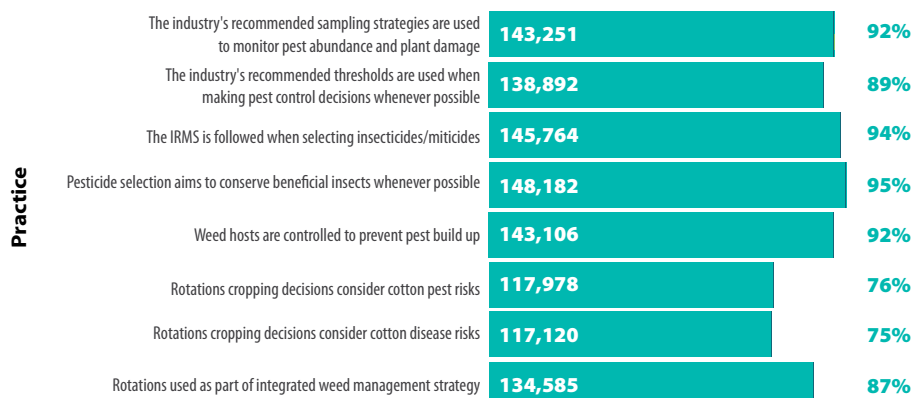 The industry's recommended sampling strategies are used
to monitor pest abundance and plant damage
143,251
92%
The industry's recommended thresholds are used when
making pest control decisions whenever possible
138,892
89%
The IRMS is followed when selecting insecticides/miticides
145,764
94%
Pesticide selection aims to conserve beneficial insects whenever possible
148,182
95%
Weed hosts are controlled to prevent pest build up
143,106
92%
Rotations cropping decisions consider cotton pest risks
117,978
76%
Rotations cropping decisions consider cotton disease risks
117,120
75%
Rotations used as part of integrated weed management strategy
134,585
87%
Practice